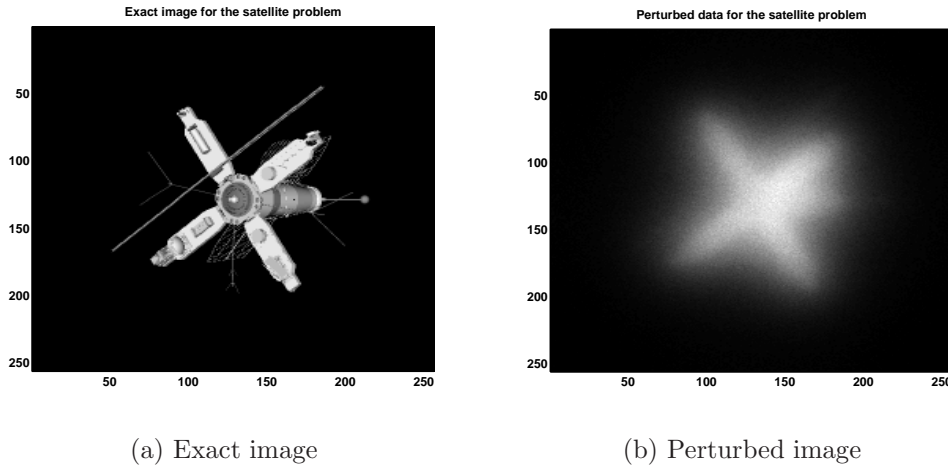 Exact image for the satellite problem
50
100
150
200
250
50 100 150 200 250
(a) Exact image
Perturbed data for the satellite problem
50
100
150
200
250
50 100 150 200 250
(b) Perturbed image